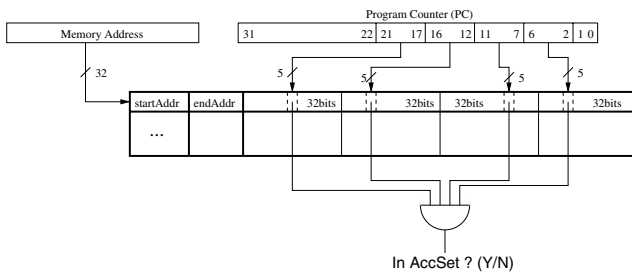 Program Counter (PC)
Memory Address
31 22 21 17 16 12 11 7 6 2 1 0
32 5 5 5 5
startAddr endAddr 32bits 32bits 32bits 32bits
...
In AccSet ? (Y/N)